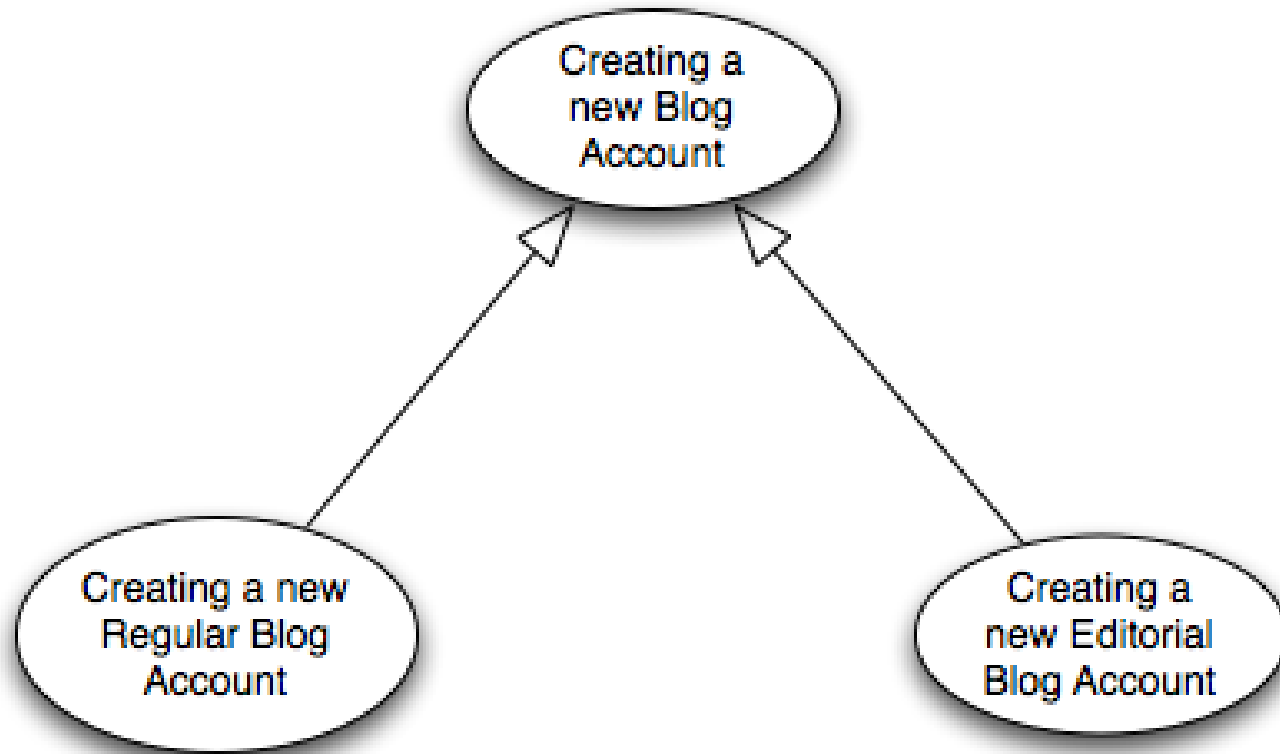 Creating a
new Blog
Account
Creating a new
Regular Blog
Account
Creating a
new Editorial
Blog Account